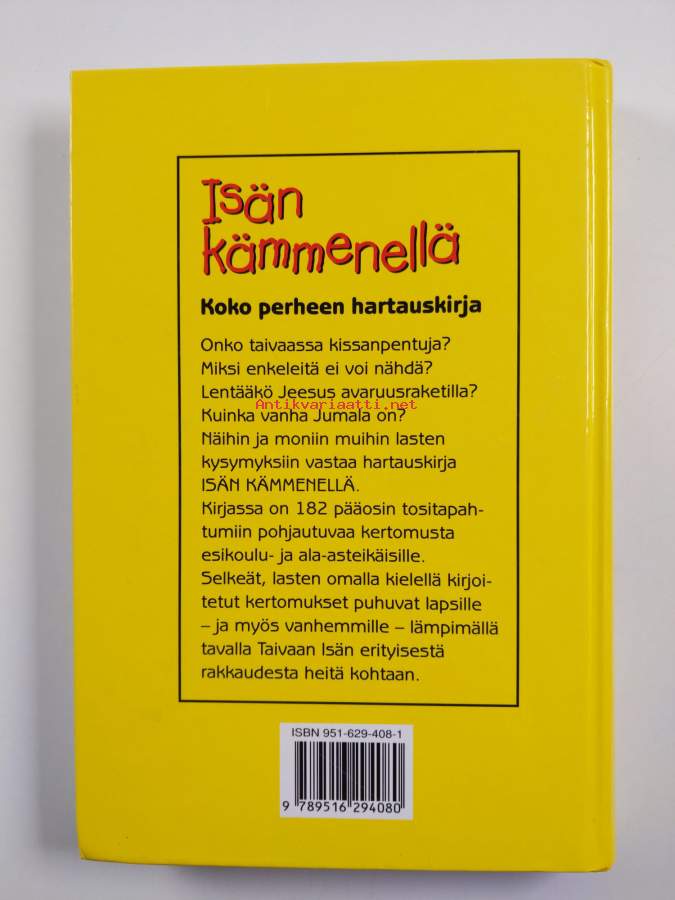 Isän
kämmenellä
Koko perheen hartauskirja
Onko taivaassa kissanpentuja?
Miksi enkeleitä ei voi nähdä?
Lentääkö Jeesus avaruusraketilla?
Antikvariaatti.net
Kuinka vanha Jumala on?
Näihin ja moniin muihin lasten
kysymyksiin vastaa hartauskirja
ISÄN KÄMMENELLÄ.
Kirjassa on 182 pääosin tositapah-
tumiin pohjautuvaa kertomusta
esikoulu- ja ala-asteikäisille.
Selkeät, lasten omalla kielellä kirjoi-
tetut kertomukset puhuvat lapsille
– ja myös vanhemmille – lämpimällä
tavalla Taivaan Isän erityisestä
rakkaudesta heitä kohtaan.
ISBN 951-629-408-1
9 789516 294080